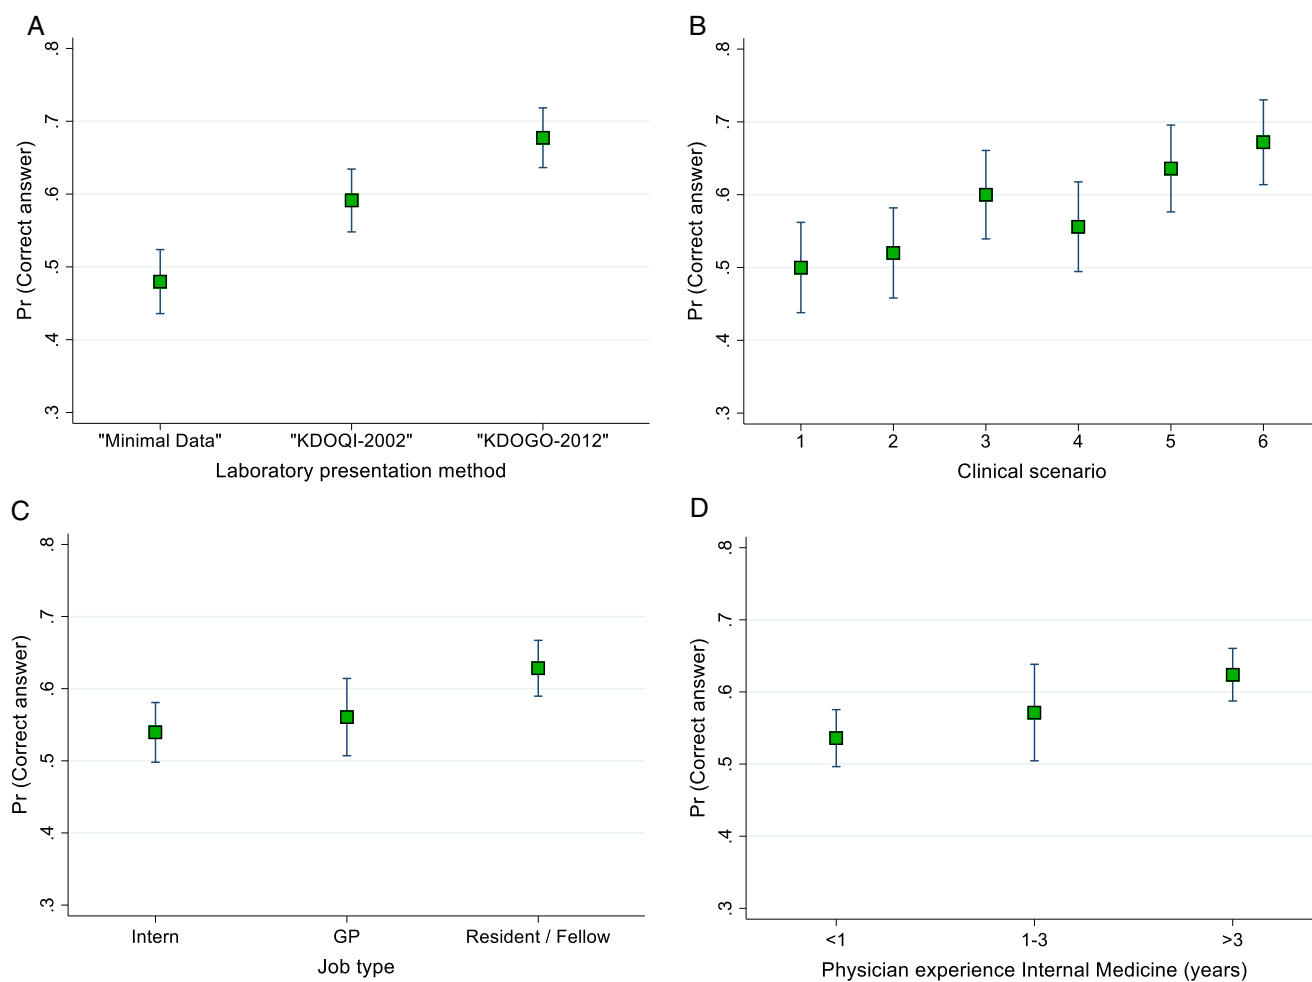 A
Pr (Correct answer)
.8
.7
.6
.5
.4
.3
"Minimal Data" "KDOQI-2002" "KDOGO-2012"
Laboratory presentation method
B
Pr (Correct answer)
.8
.7
.6
.5
.4
.3
1 2 3 4 5 6
Clinical scenario
C
Pr (Correct answer)
.8
.7
.6
.5
.4
.3
Intern GP Resident / Fellow
Job type
D
Pr (Correct answer)
.8
.7
.6
.5
.4
.3
<1 1-3 >3
Physician experience Internal Medicine (years)